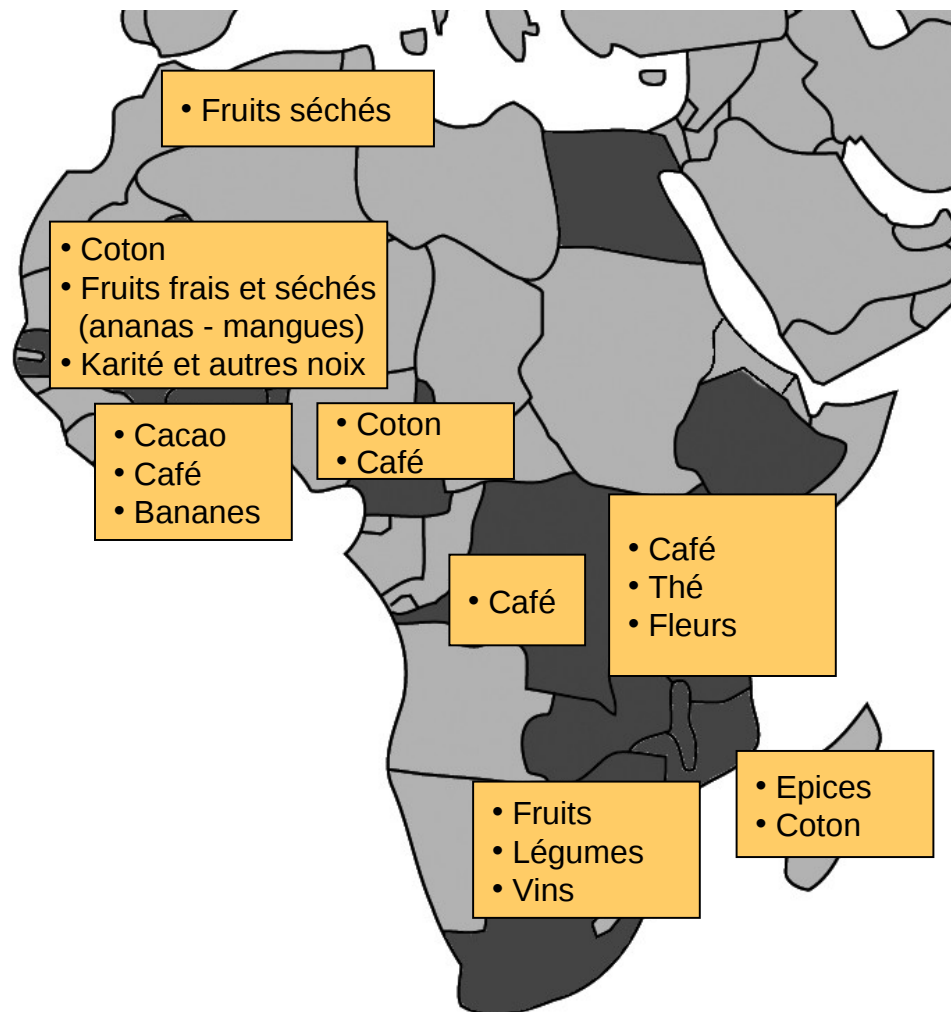 • Fruits séchés
• Coton
• Fruits frais et séchés
(ananas - mangues)
• Karité et autres noix
• Cacao
• Café
• Bananes
• Coton
• Café
• Café
• Café
• Thé
• Fleurs
• Fruits
• Légumes
• Vins
• Epices
• Coton